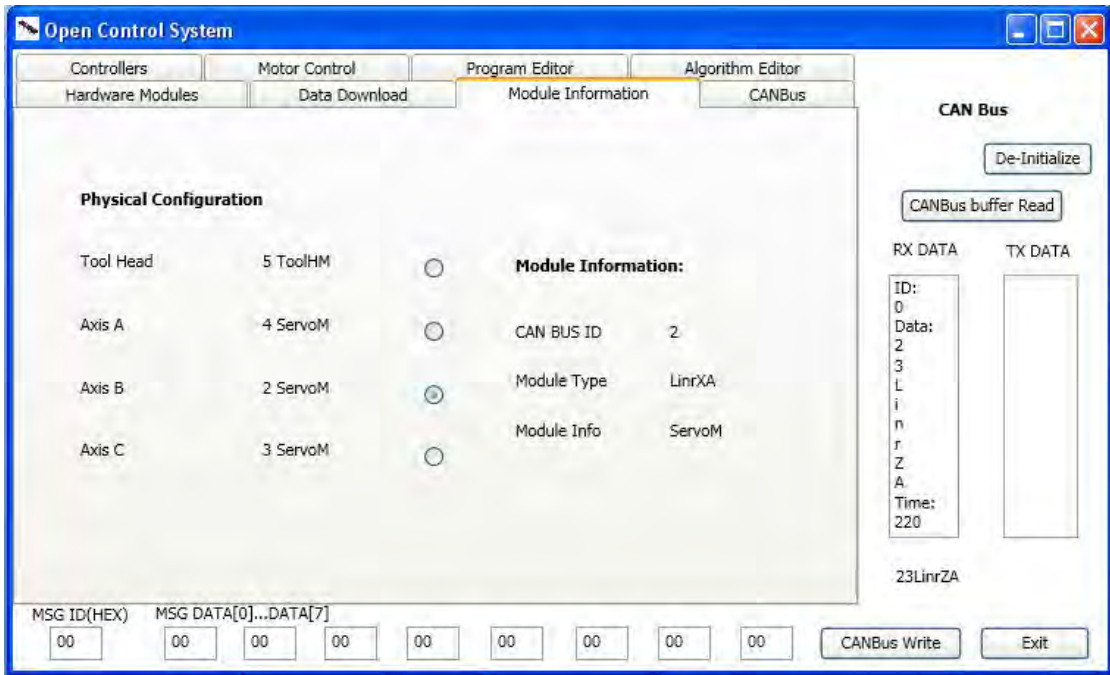 Open Control System
Controllers Motor Control Program Editor Algorithm Editor
Hardware Modules Data Download Module Information CANBus
CAN Bus
De-Initialize
CANBus buffer Read
RX DATA TX DATA
ID:
0
Data:
2
3
L
i
n
r
Z
A
Time:
220
23LinrZA
Physical Configuration
Tool Head 5 ToolHM
Axis A 4 ServoM
Axis B 2 ServoM
Axis C 3 ServoM
Module Information:
CAN BUS ID 2
Module Type LinrXA
Module Info ServoM
MSG ID(HEX) MSG DATA[0]...DATA[7]
00 00 00 00 00 00 00 00 00
CANBus Write Exit